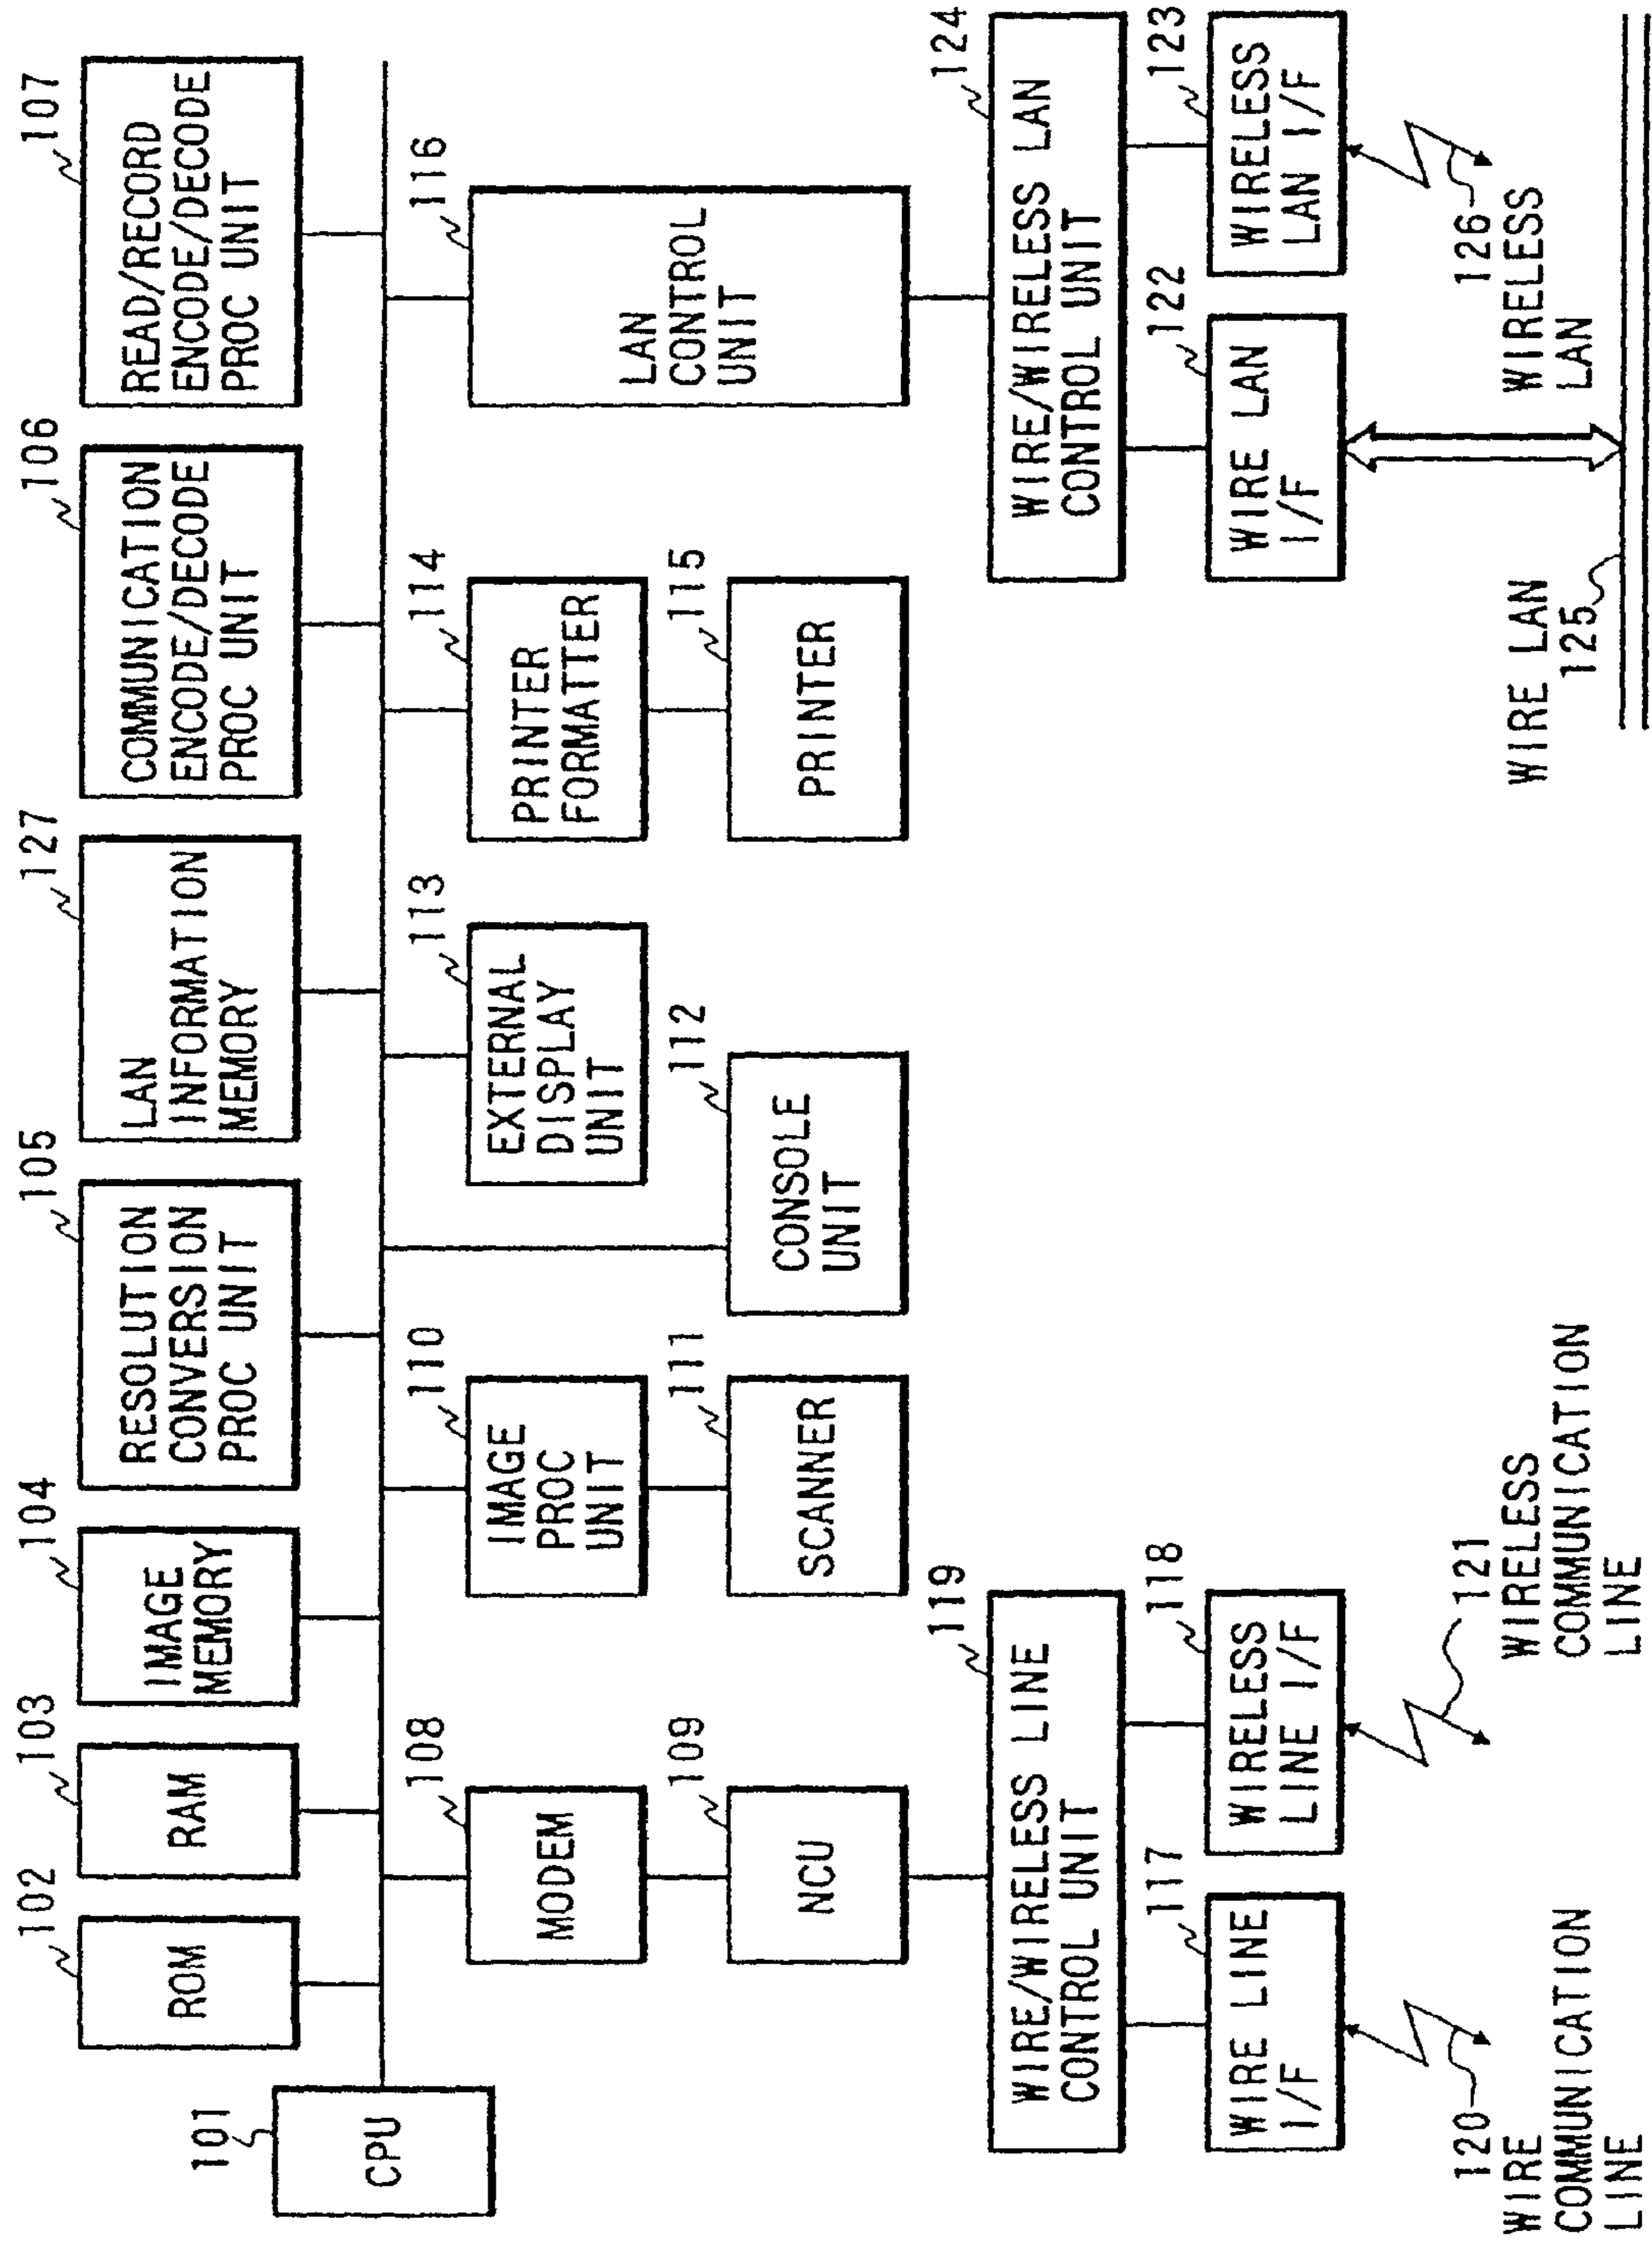 102
ROM
103
RAM
104
IMAGE
MEMORY
105
RESOLUTION
CONVERSION
PROC UNIT
127
LAN
INFORMATION
MEMORY
106
COMMUNICATION
ENCODE/DECODE
PROC UNIT
107
READ/RECORD
ENCODE/DECODE
PROC UNIT
101
CPU
108
MODEM
109
NCU
110
IMAGE
PROC
UNIT
111
SCANNER
112
CONSOLE
UNIT
113
EXTERNAL
DISPLAY
UNIT
114
PRINTER
FORMATTER
115
PRINTER
116
LAN
CONTROL
UNIT
119
WIRE/WIRELESS LINE
CONTROL UNIT
117
WIRE LINE
I/F
118
WIRELESS
LINE I/F
120
WIRE
COMMUNICATION
LINE
121
WIRELESS
COMMUNICATION
LINE
124
WIRE/WIRELESS LAN
CONTROL UNIT
122
WIRE LAN
I/F
123
WIRELESS
LAN I/F
126
WIRELESS
LAN
WIRE LAN
125